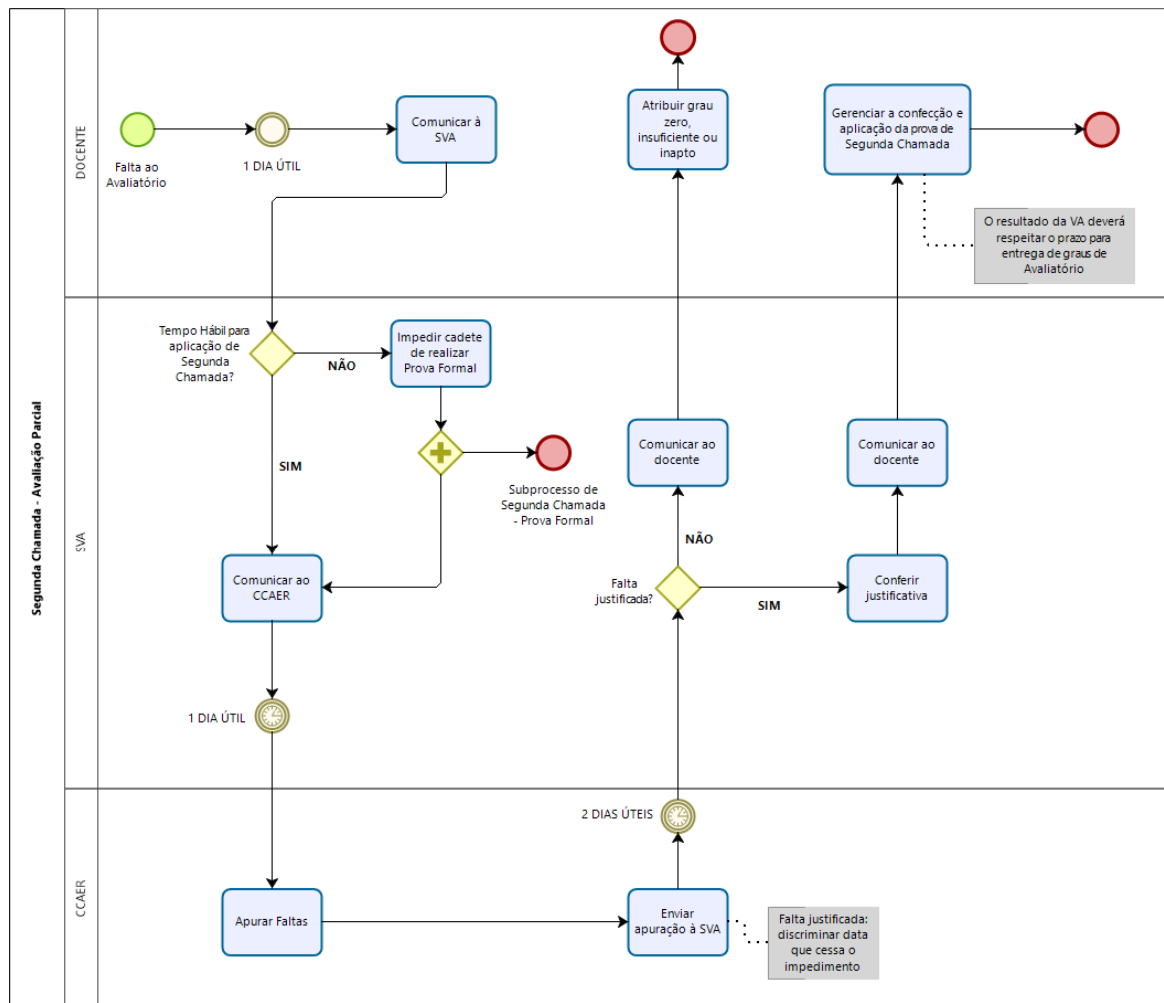 Segunda Chamada - Avaliação Parcial
DOCENTE
Falta ao
Avaliatório
1 DIA ÚTIL
Comunicar à
SVA
Atribuir grau
zero,
insuficiente ou
inapto
Gerenciar a confecção e
aplicação da prova de
Segunda Chamada
O resultado da VA deverá
respeitar o prazo para
entrega de graus de
Avaliatório
SVA
Tempo Hábil para
aplicação de
Segunda
Chamada?
NÃO
Impedir cadete
de realizar
Prova Formal
SIM
Subprocesso de
Segunda Chamada
- Prova Formal
Comunicar ao
CCAER
1 DIA ÚTIL
Comunicar ao
docente
Comunicar ao
docente
NÃO
Falta
justificada?
SIM
Conferir
justificativa
CCAER
2 DIAS ÚTEIS
Apurar Faltas
Enviar
apuração à SVA
Falta justificada:
discriminar data
que cessa o
impedimento